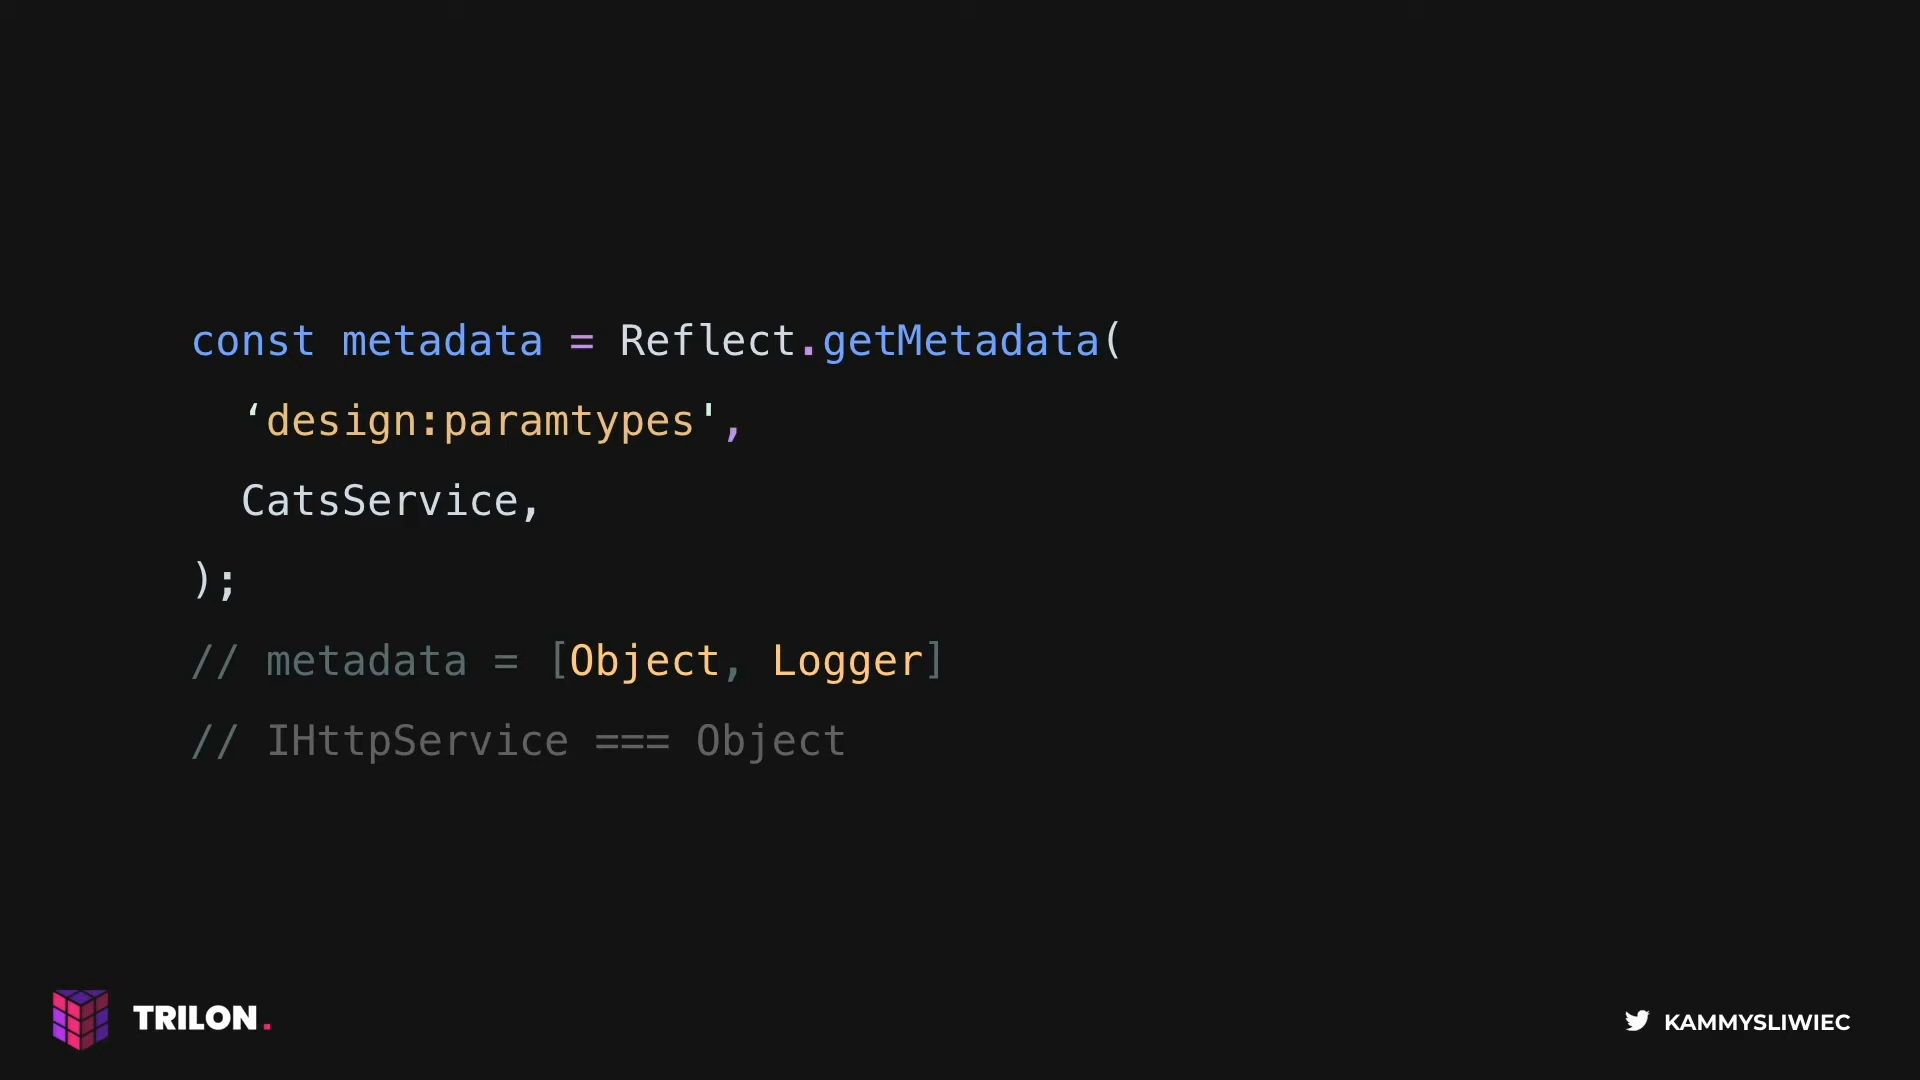 const metadata = Reflect.getMetadata(
‘design:paramtypes',
CatsService,
);
// metadata = [Object, Logger]
// IHttpService === Object
TRILON.
KAMMYSLIWIEC